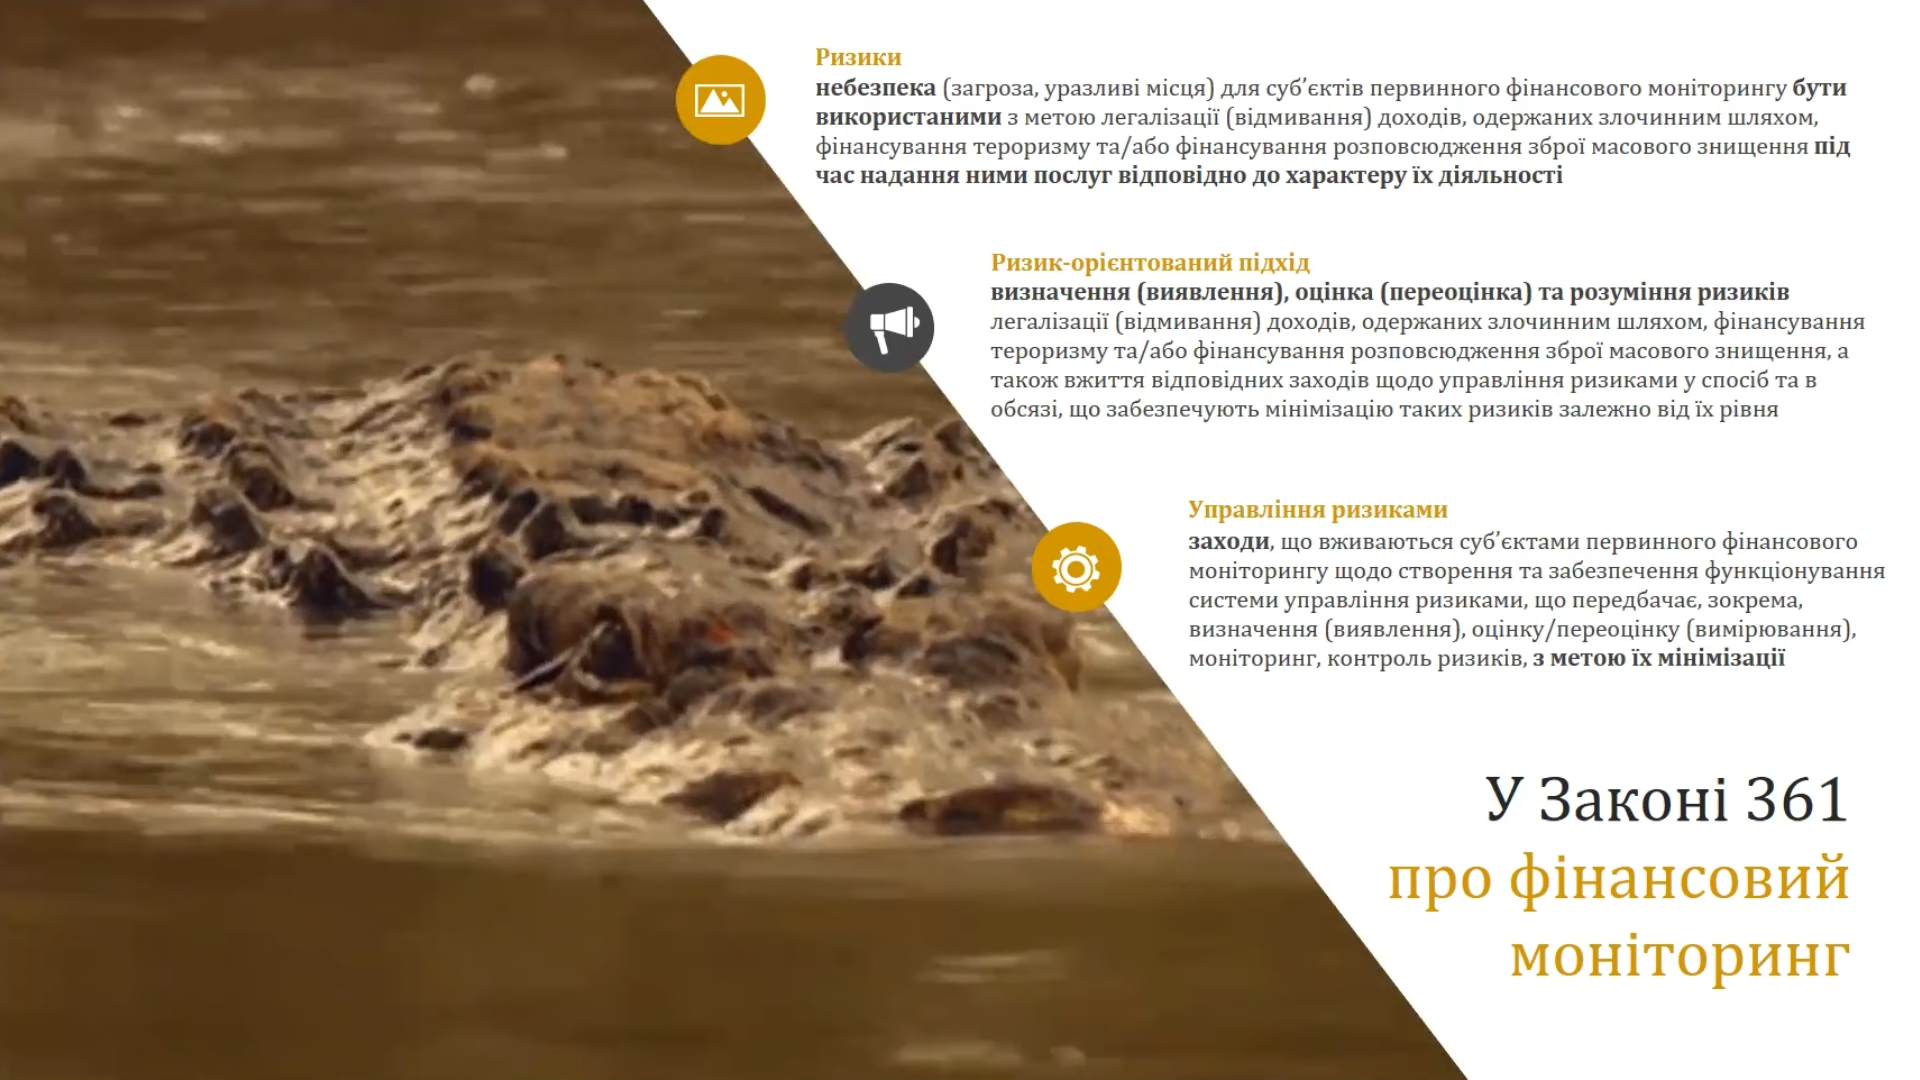 Ризики
небезпека (загроза, уразливі місця) для суб’єктів первинного фінансового моніторингу бути
використаними з метою легалізації (відмивання) доходів, одержаних злочинним шляхом,
фінансування тероризму та/або фінансування розповсюдження зброї масового знищення під
час надання ними послуг відповідно до характеру їх діяльності
Ризик-орієнтований підхід
визначення (виявлення), оцінка (переоцінка) та розуміння ризиків
легалізації (відмивання) доходів, одержаних злочинним шляхом, фінансування
тероризму та/або фінансування розповсюдження зброї масового знищення, а
також вжиття відповідних заходів щодо управління ризиками у спосіб та в
обсязі, що забезпечують мінімізацію таких ризиків залежно від їх рівня
Управління ризиками
заходи, що вживаються суб’єктами первинного фінансового
моніторингу щодо створення та забезпечення функціонування
системи управління ризиками, що передбачає, зокрема,
визначення (виявлення), оцінку/переоцінку (вимірювання),
моніторинг, контроль ризиків, з метою їх мінімізації
У Законі 361
про фінансовий
моніторинг